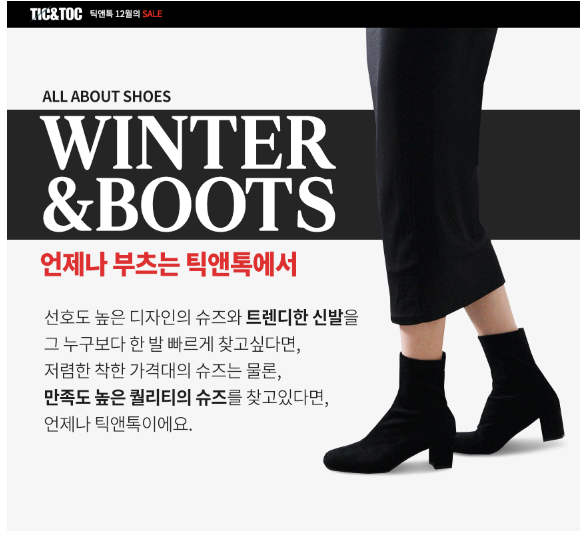 TIC&TOC 틱앤톡 12월의 SALE
ALL ABOUT SHOES
WINTER
&BOOTS
언제나 부츠는 틱앤톡에서
선호도 높은 디자인의 슈즈와 트렌디한 신발을
그 누구보다 한 발 빠르게 찾고싶다면,
저렴한 착한 가격대의 슈즈는 물론,
만족도 높은 퀄리티의 슈즈를 찾고있다면,
언제나 틱앤톡이에요.